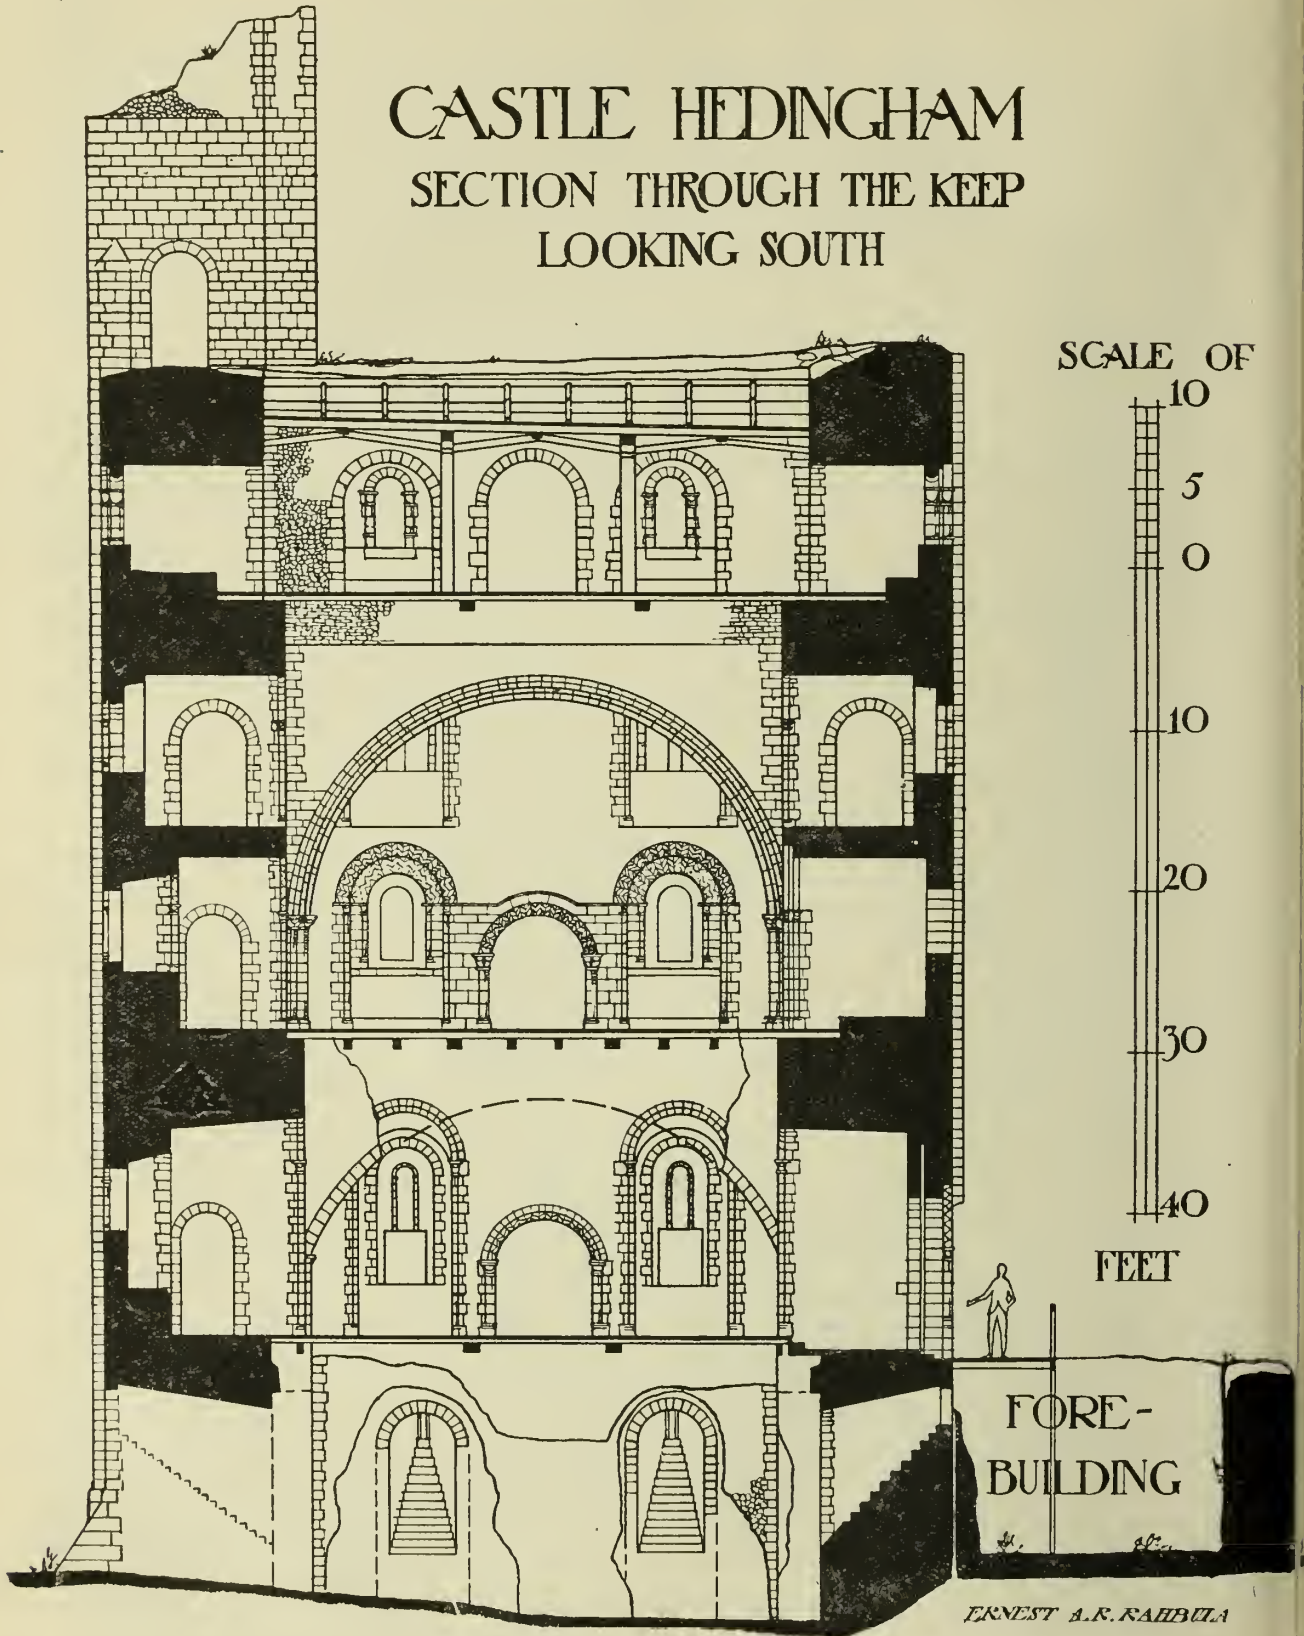 CASTLE HEDINGHAM
SECTION THROUGH THE KEEP
LOOKING SOUTH
SCALE OF
10
5
0
10
20
30
40
FEET
FORE-
BUILDING
ERNEST A.R. RAHBULA